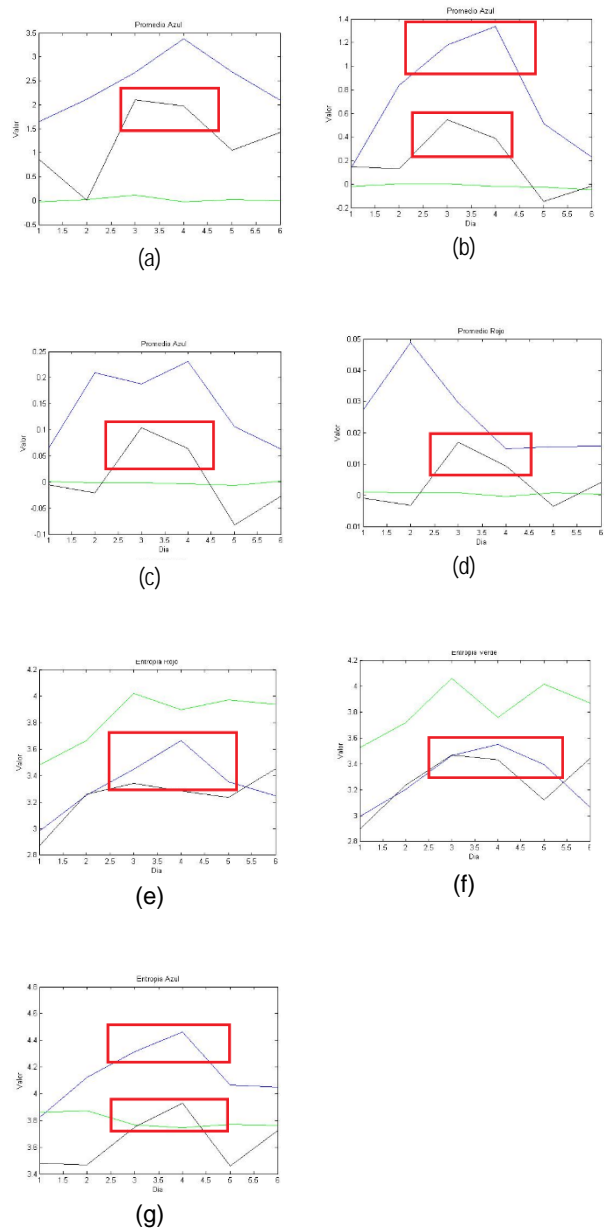 Promedio Azul
Valor
3.5
3
2.5
2
1.5
1
0.5
0
0.5
1 1.5 2 2.5 3 3.5 4 4.5 5 5.5 6
Dia
(a)
Promedio Azul
Valor
1.4
1.2
1
0.8
0.6
0.4
0.2
0
-0.2
1 1.5 2 2.5 3 3.5 4 4.5 5 5.5 6
Dia
(b)
Promedio Azul
Valor
0.25
0.2
0.15
0.1
0.05
0
-0.05
-0.1
1 1.5 2 2.5 3 3.5 4 4.5 5 5.5 6
Dia
(c)
Promedio Rojo
Valor
0.05
0.04
0.03
0.02
0.01
0
-0.01
1 1.5 2 2.5 3 3.5 4 4.5 5 5.5 6
Dia
(d)
Entropia Rojo
Valor
4.2
4
3.8
3.6
3.4
3.2
3
2.8
1 1.5 2 2.5 3 3.5 4 4.5 5 5.5 6
Dia
(e)
Entropia Verde
Valor
4.2
4
3.8
3.6
3.4
3.2
3
2.8
1 1.5 2 2.5 3 3.5 4 4.5 5 5.5 6
Dia
(f)
Entropia Azul
Valor
4.8
4.6
4.4
4.2
4
3.8
3.6
3.4
1 1.5 2 2.5 3 3.5 4 4.5 5 5.5 6
Dia
(g)